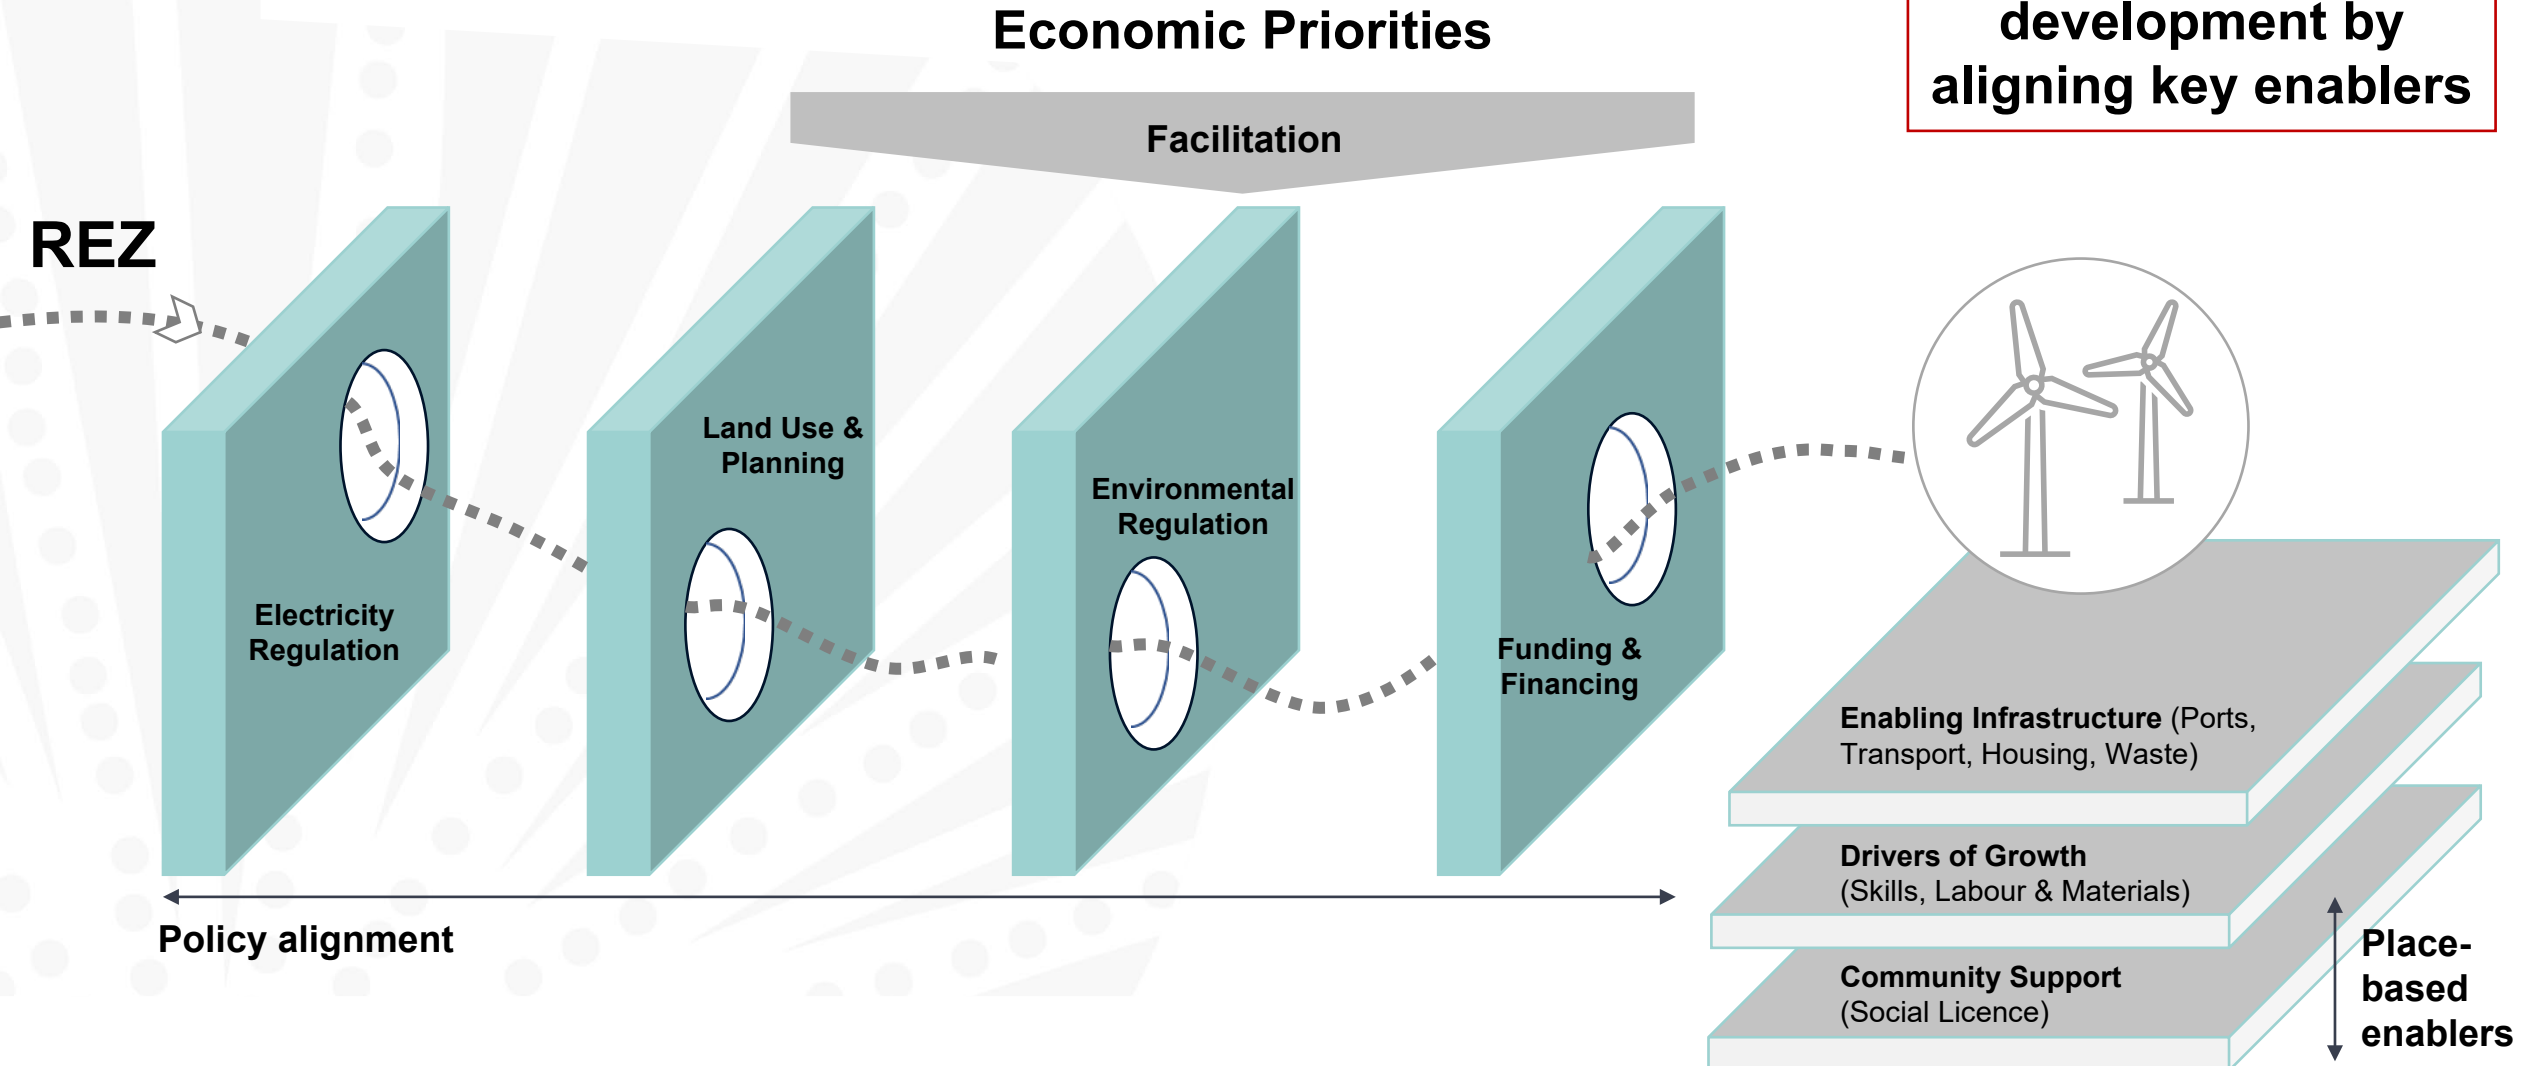 Economic Priorities
development by
aligning key enablers
Facilitation
REZ
Electricity
Regulation
Land Use &
Planning
Environmental
Regulation
Funding &
Financing
Policy alignment
Enabling Infrastructure (Ports,
Transport, Housing, Waste)
Drivers of Growth
(Skills, Labour & Materials)
Community Support
(Social Licence)
Place-
based
enablers